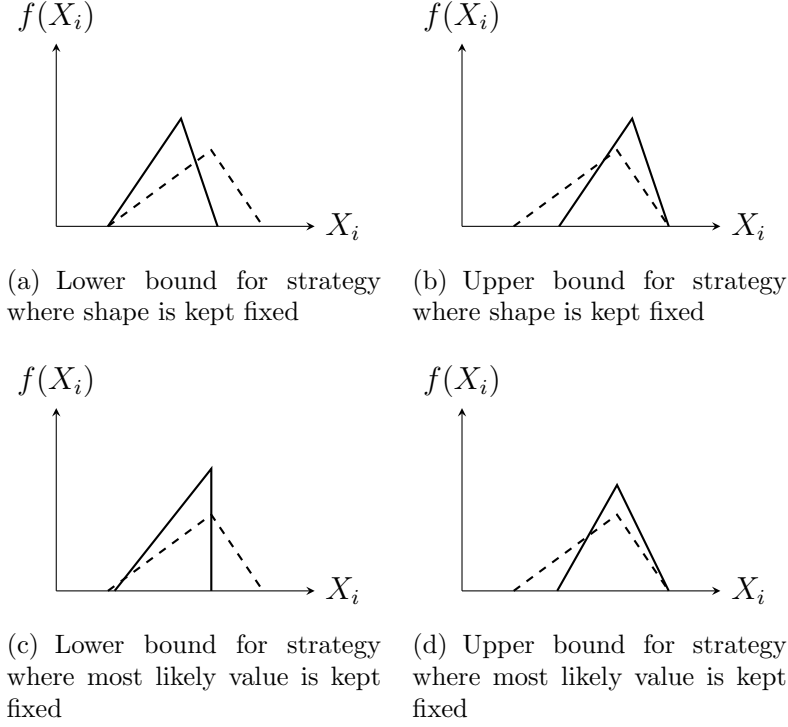 f(X_i)
f(X_i)
X_i
X_i
(a) Lower bound for strategy
where shape is kept fixed
(b) Upper bound for strategy
where shape is kept fixed
f(X_i)
f(X_i)
X_i
X_i
(c) Lower bound for strategy
where most likely value is kept
fixed
(d) Upper bound for strategy
where most likely value is kept
fixed